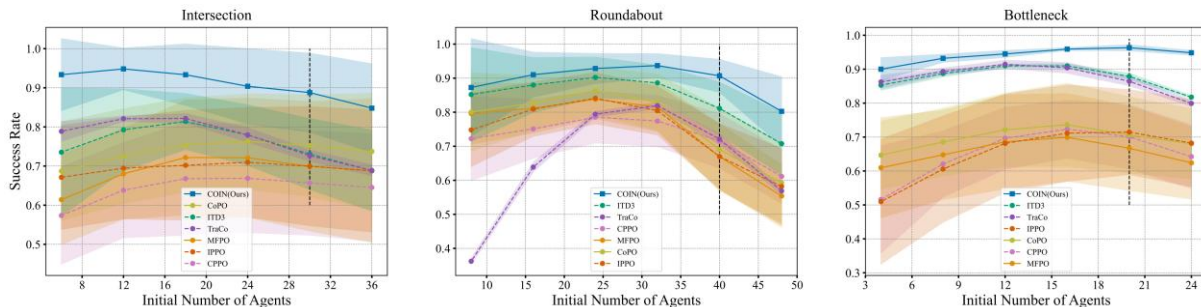 Intersection
Success Rate
1.0
0.9
0.8
0.7
0.6
0.5
COIN(Ours)
CoPO
ITD3
TraCo
MFPO
IPPO
CPPO
8
12
16
20
24
28
32
36
Initial Number of Agents
Roundabout
1.0
0.9
0.8
0.7
0.6
0.5
0.4
COIN(Ours)
ITD3
TraCo
CPPO
MFPO
CoPO
IPPO
10
15
20
25
30
35
40
45
50
Initial Number of Agents
Bottleneck
1.0
0.9
0.8
0.7
0.6
0.5
0.4
0.3
COIN(Ours)
ITD3
TraCo
IPPO
CoPO
CPPO
MFPO
3
6
9
12
15
18
21
24
Initial Number of Agents